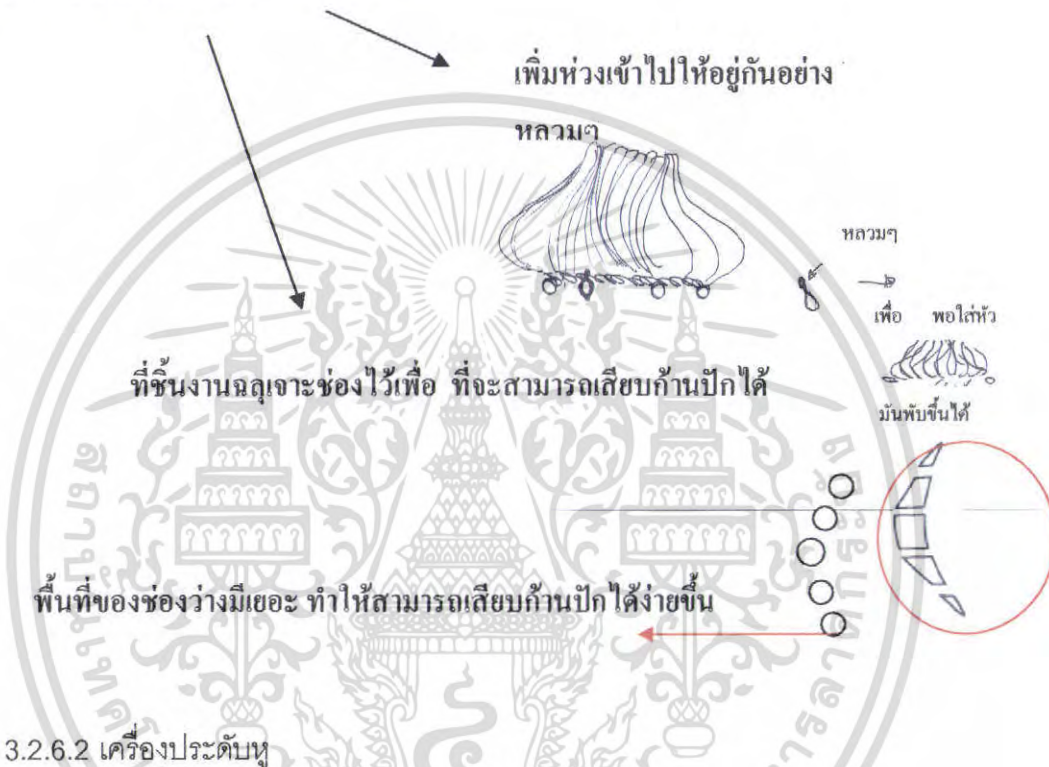 เพิ่มห่วงเข้าไปให้อยู่กันอย่าง
หลวมๆ
หลวมๆ
เพื่อ พอใส่หัว
มันพับขึ้นได้
ที่ชิ้นงานฉลุเจาะช่องไว้เพื่อ ที่จะสามารถเสียบก้านปักได้
พื้นที่ของช่องว่างมีเยอะ ทำให้สามารถเสียบก้านปักได้ง่ายขึ้น
3.2.6.2 เครื่องประดับหู